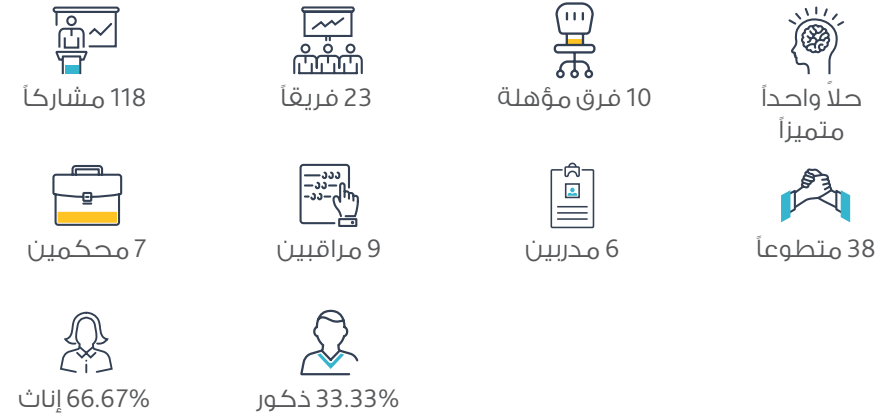 حلاً واحداً
متميزاً
10 فرق مؤهلة
23 فريقاً
118 مشاركاً
38 متطوعاً
6 مدربين
9 مراقبين
7 محكمين
33.33% ذكور
66.67% إناث